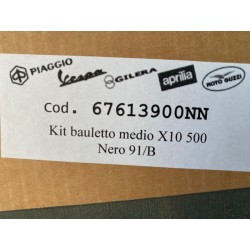 PIAGGIO Vespa GILERA aprilia MOTO GUZZI
Cod. 67613900NN
Kit bauletto medio X10 500
Nero 91/B